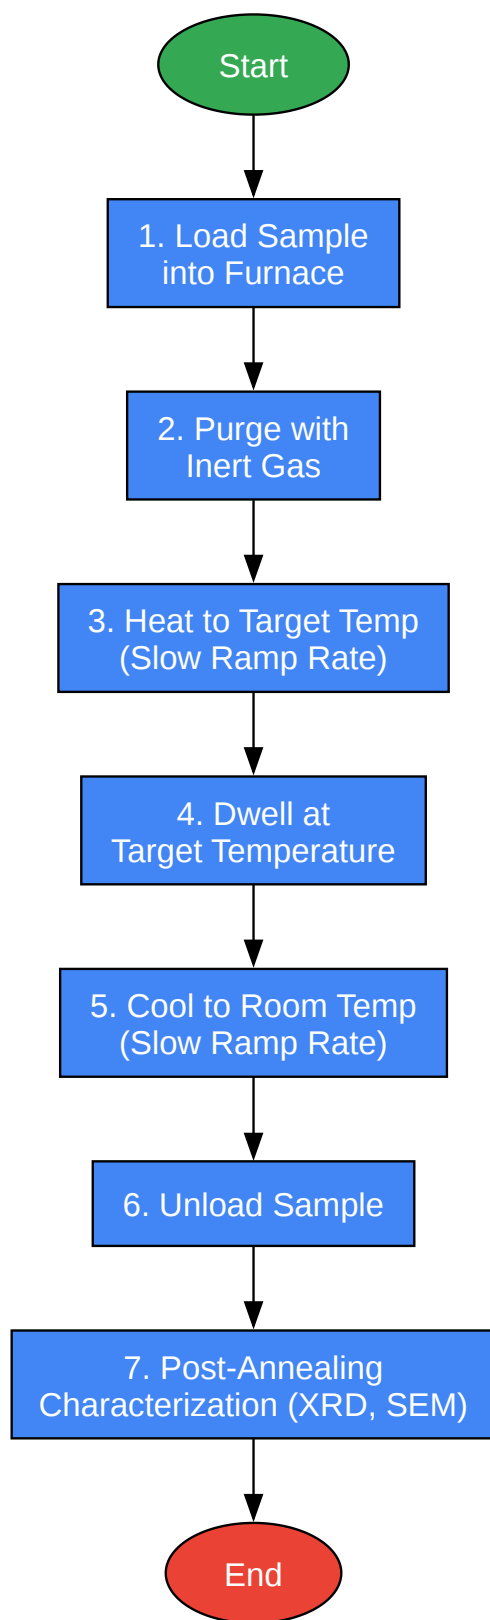 Start
1. Load Sample
into Furnace
2. Purge with
Inert Gas
3. Heat to Target Temp
(Slow Ramp Rate)
4. Dwell at
Target Temperature
5. Cool to Room Temp
(Slow Ramp Rate)
6. Unload Sample
7. Post-Annealing
Characterization (XRD, SEM)
End